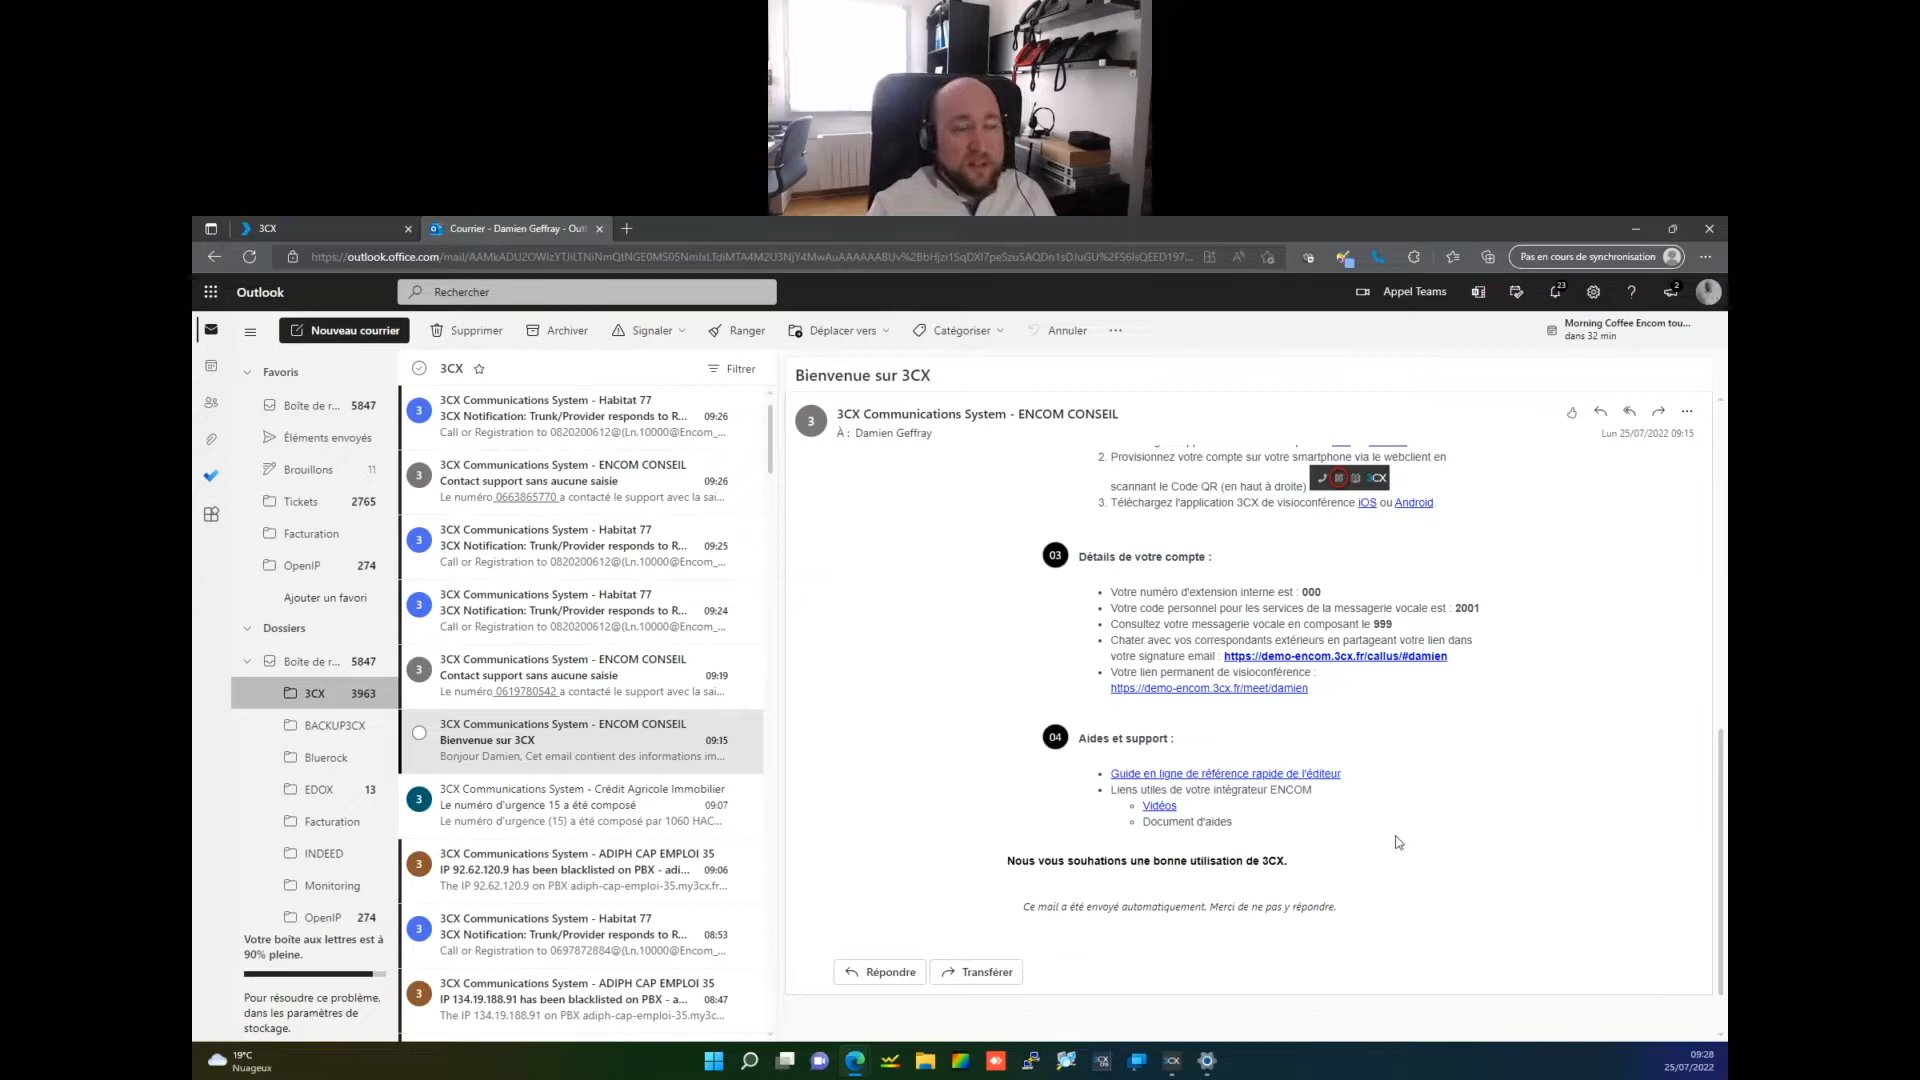 3CX
Courrier - Damien Geffray - Outl
Pas en cours de synchronisation
Outlook
Rechercher
Appel Teams
23
2
Nouveau courrier
Supprimer
Archiver
Signaler
Ranger
Déplacer vers
Catégoriser
Annuler
Morning Coffee Encom tou...
dans 32 min
Favoris
Boîte de r... 5847
Éléments envoyés
Brouillons 11
Tickets 2765
Facturation
OpenIP 274
Ajouter un favori
Dossiers
Boîte de r... 5847
3CX 3963
BACKUP3CX
Bluerock
EDOX 13
Facturation
INDEED
Monitoring
OpenIP 274
Votre boîte aux lettres est à
90% pleine.
Pour résoudre ce problème,
dans les paramètres de
stockage.
3CX
Filtrer
3CX Communications System - Habitat 77
3CX Notification: Trunk/Provider responds to R... 09:26
Call or Registration to 0820200612@(Ln.10000@Encom_...
3CX Communications System - ENCOM CONSEIL
Contact support sans aucune saisie 09:26
Le numéro 0663865770 a contacté le support avec la sai...
3CX Communications System - Habitat 77
3CX Notification: Trunk/Provider responds to R... 09:25
Call or Registration to 0820200612@(Ln.10000@Encom_...
3CX Communications System - Habitat 77
3CX Notification: Trunk/Provider responds to R... 09:24
Call or Registration to 0820200612@(Ln.10000@Encom_...
3CX Communications System - ENCOM CONSEIL
Contact support sans aucune saisie 09:19
Le numéro 0619780542 a contacté le support avec la sai...
3CX Communications System - ENCOM CONSEIL
Bienvenue sur 3CX 09:15
Bonjour Damien, Cet email contient des informations im...
3CX Communications System - Crédit Agricole Immobilier
Le numéro d'urgence 15 a été composé 09:07
Le numéro d'urgence (15) a été composé par 1060 HAC...
3CX Communications System - ADIPH CAP EMPLOI 35
IP 92.62.120.9 has been blacklisted on PBX - adi... 09:06
The IP 92.62.120.9 on PBX adiph-cap-emploi-35.my3cx.fr...
3CX Communications System - Habitat 77
3CX Notification: Trunk/Provider responds to R... 08:53
Call or Registration to 0697872884@(Ln.10000@Encom_...
3CX Communications System - ADIPH CAP EMPLOI 35
IP 134.19.188.91 has been blacklisted on PBX - a... 08:47
The IP 134.19.188.91 on PBX adiph-cap-emploi-35.my3c...
Bienvenue sur 3CX
3
3CX Communications System - ENCOM CONSEIL
À : Damien Geffray
Lun 25/07/2022 09:15
2. Provisionnez votre compte sur votre smartphone via le webclient en
scannant le Code QR (en haut à droite) 3CX
3. Téléchargez l'application 3CX de visioconférence iOS ou Android.
03 Détails de votre compte :
• Votre numéro d'extension interne est : 000
• Votre code personnel pour les services de la messagerie vocale est : 2001
• Consultez votre messagerie vocale en composant le 999
• Chater avec vos correspondants extérieurs en partageant votre lien dans
votre signature email : https://demo-encom.3cx.fr/callus/#damien
• Votre lien permanent de visioconférence :
https://demo-encom.3cx.fr/meet/damien
04 Aides et support :
• Guide en ligne de référence rapide de l'éditeur
• Liens utiles de votre intégrateur ENCOM
Vidéos
Document d'aides
Nous vous souhations une bonne utilisation de 3CX.
Ce mail a été envoyé automatiquement. Merci de ne pas y répondre.
Répondre
Transférer
19°C
Nuageux
09:28
25/07/2022